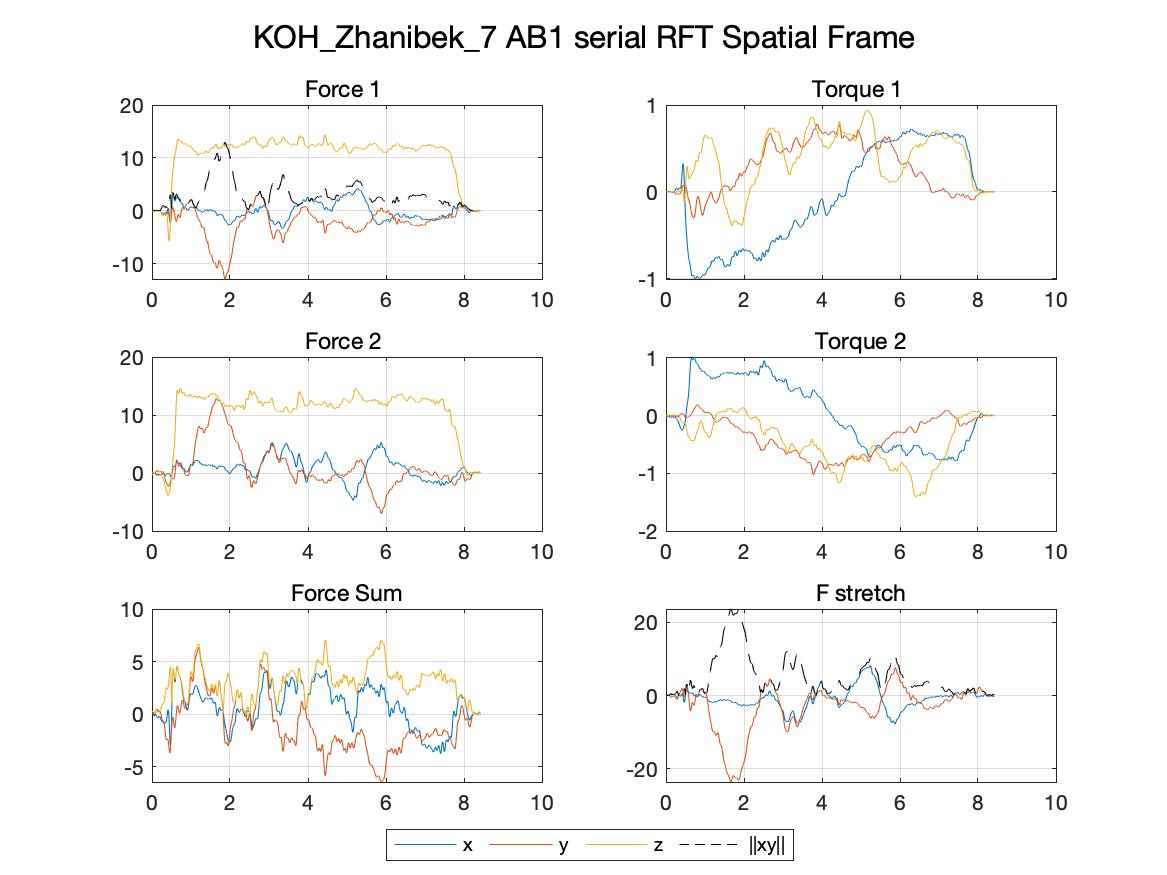 KOH_Zhanibek_7 AB1 serial RFT Spatial Frame
Force 1
20
10
0
-10
0 2 4 6 8 10
Torque 1
1
0
-1
0 2 4 6 8 10
Force 2
20
10
0
-10
0 2 4 6 8 10
Torque 2
1
0
-1
-2
0 2 4 6 8 10
Force Sum
10
5
0
-5
0 2 4 6 8 10
F stretch
20
0
-20
0 2 4 6 8 10
x y z ||xy||